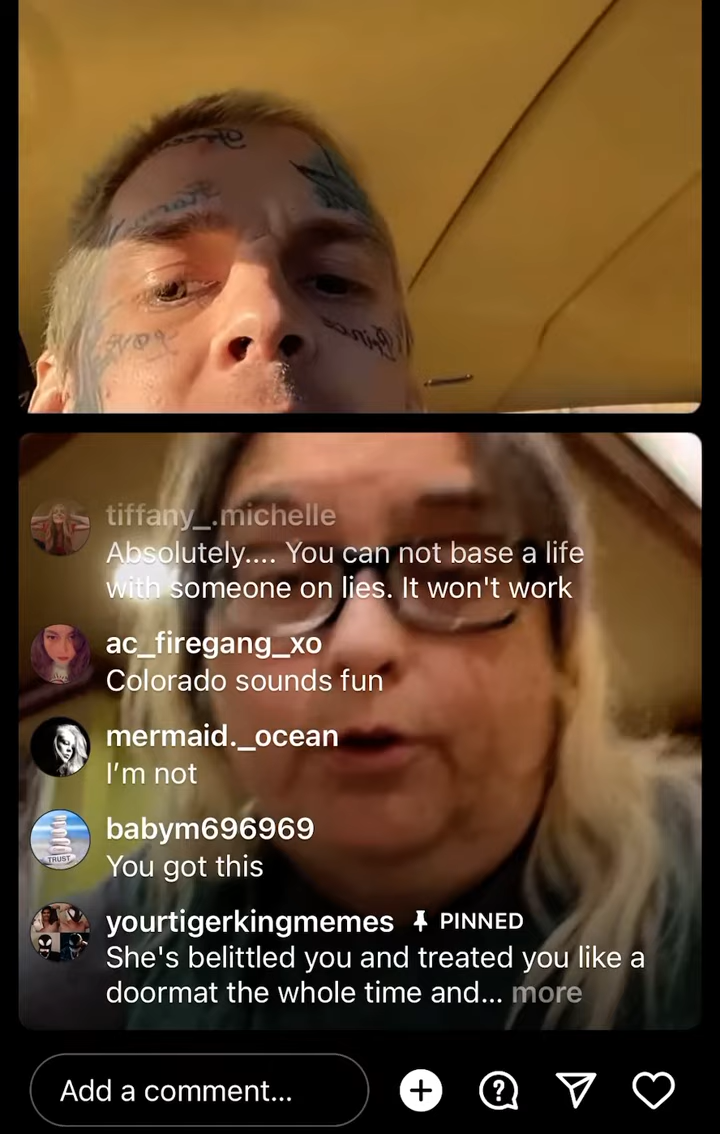 tiffany_.michelle
Absolutely.... You can not base a life
with someone on lies. It won't work
ac_firegang_xo
Colorado sounds fun
mermaid._ocean
I'm not
babym696969
You got this
TRUST
yourtigerkingmemes PINNED
She's belittled you and treated you like a
doormat the whole time and... more
Add a comment...